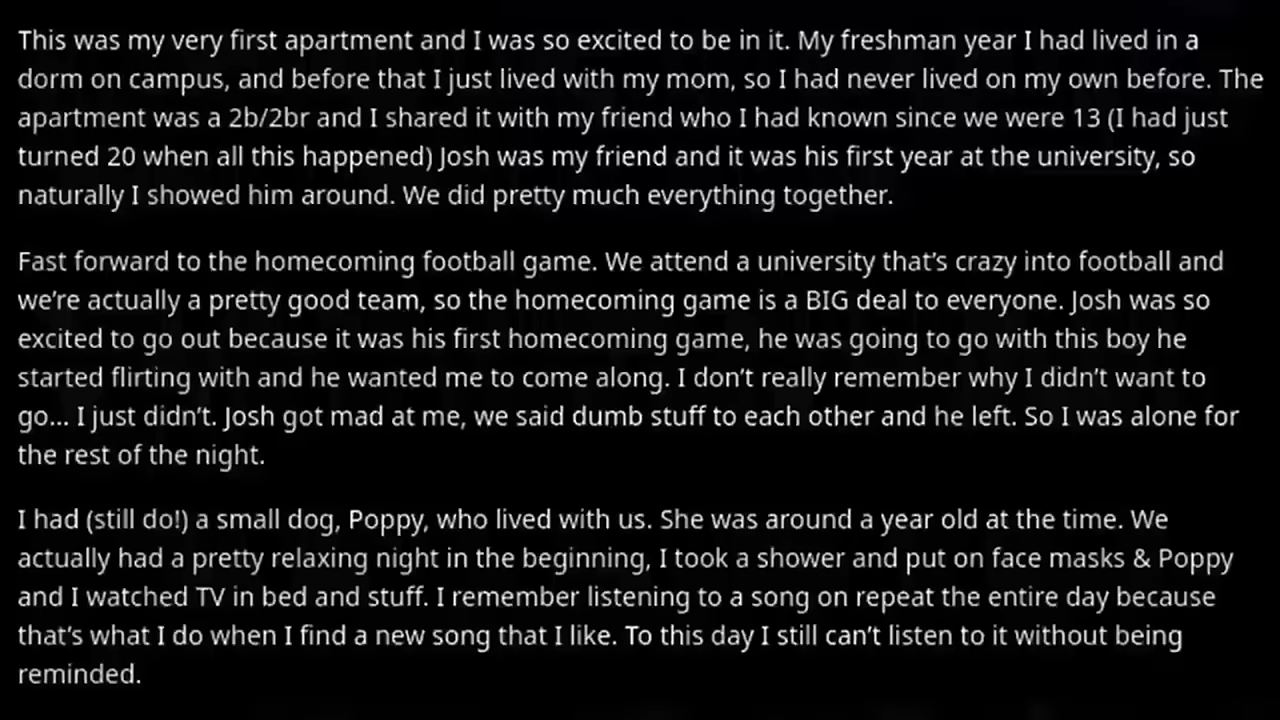 This was my very first apartment and I was so excited to be in it. My freshman year I had lived in a
dorm on campus, and before that I just lived with my mom, so I had never lived on my own before. The
apartment was a 2b/2br and I shared it with my friend who I had known since we were 13 (I had just
turned 20 when all this happened) Josh was my friend and it was his first year at the university, so
naturally I showed him around. We did pretty much everything together.
Fast forward to the homecoming football game. We attend a university that’s crazy into football and
we’re actually a pretty good team, so the homecoming game is a BIG deal to everyone. Josh was so
excited to go out because it was his first homecoming game, he was going to go with this boy he
started flirting with and he wanted me to come along. I don’t really remember why I didn’t want to
go... I just didn’t. Josh got mad at me, we said dumb stuff to each other and he left. So I was alone for
the rest of the night.
I had (still do!) a small dog, Poppy, who lived with us. She was around a year old at the time. We
actually had a pretty relaxing night in the beginning, I took a shower and put on face masks & Poppy
and I watched TV in bed and stuff. I remember listening to a song on repeat the entire day because
that’s what I do when I find a new song that I like. To this day I still can’t listen to it without being
reminded.